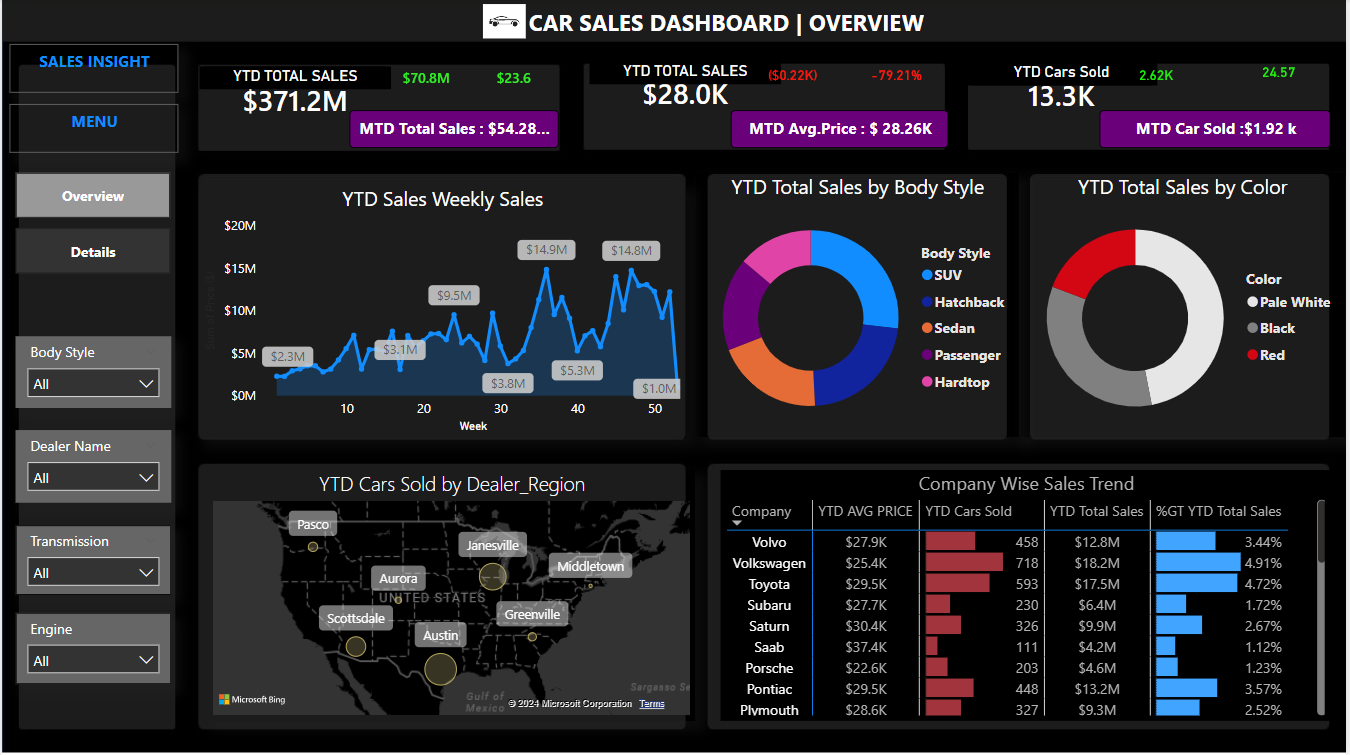 CAR SALES DASHBOARD | OVERVIEW
SALES INSIGHT
MENU
Overview
Details
Body Style
All
Dealer Name
All
Transmission
All
Engine
All
YTD TOTAL SALES
$70.8M
$23.6
$371.2M
MTD Total Sales : $54.28...
YTD TOTAL SALES
($0.22K)
-79.21%
$28.0K
MTD Avg.Price : $ 28.26K
YTD Cars Sold
2.62K
24.57
13.3K
MTD Car Sold :$1.92 k
YTD Sales Weekly Sales
$20M
$15M
$10M
$5M
$0M
$2.3M
$3.1M
$9.5M
$3.8M
$14.9M
$5.3M
$14.8M
$1.0M
10 20 30 40 50
Week
YTD Total Sales by Body Style
Body Style
SUV
Hatchback
Sedan
Passenger
Hardtop
YTD Total Sales by Color
Color
Pale White
Black
Red
YTD Cars Sold by Dealer_Region
Pasco
Janesville
Middletown
Aurora
UNITED STATES
Scottsdale
Greenville
Austin
Gulf of
Mexico
Sargasso Se
Microsoft Bing
© 2024 Microsoft Corporation Terms
Company Wise Sales Trend
Company YTD AVG PRICE YTD Cars Sold YTD Total Sales %GT YTD Total Sales
Volvo $27.9K 458 $12.8M 3.44%
Volkswagen $25.4K 718 $18.2M 4.91%
Toyota $29.5K 593 $17.5M 4.72%
Subaru $27.7K 230 $6.4M 1.72%
Saturn $30.4K 326 $9.9M 2.67%
Saab $37.4K 111 $4.2M 1.12%
Porsche $22.6K 203 $4.6M 1.23%
Pontiac $29.5K 448 $13.2M 3.57%
Plymouth $28.6K 327 $9.3M 2.52%